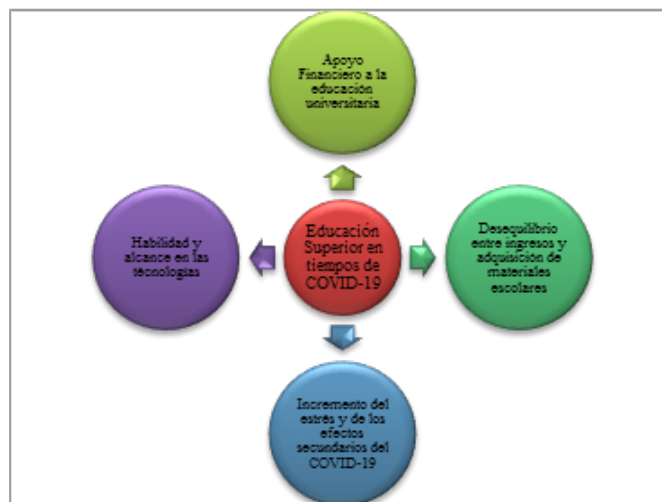 Apoyo
Financiero a la
educación
universitaria
Habilidad y
alcance en las
técnologías
Educación
Superior en
tiempos de
COVID-19
Desequilibrio
entre ingresos y
adquisición de
materiales
escolares
Incremento del
estrés y de los
efectos
secundarios del
COVID-19